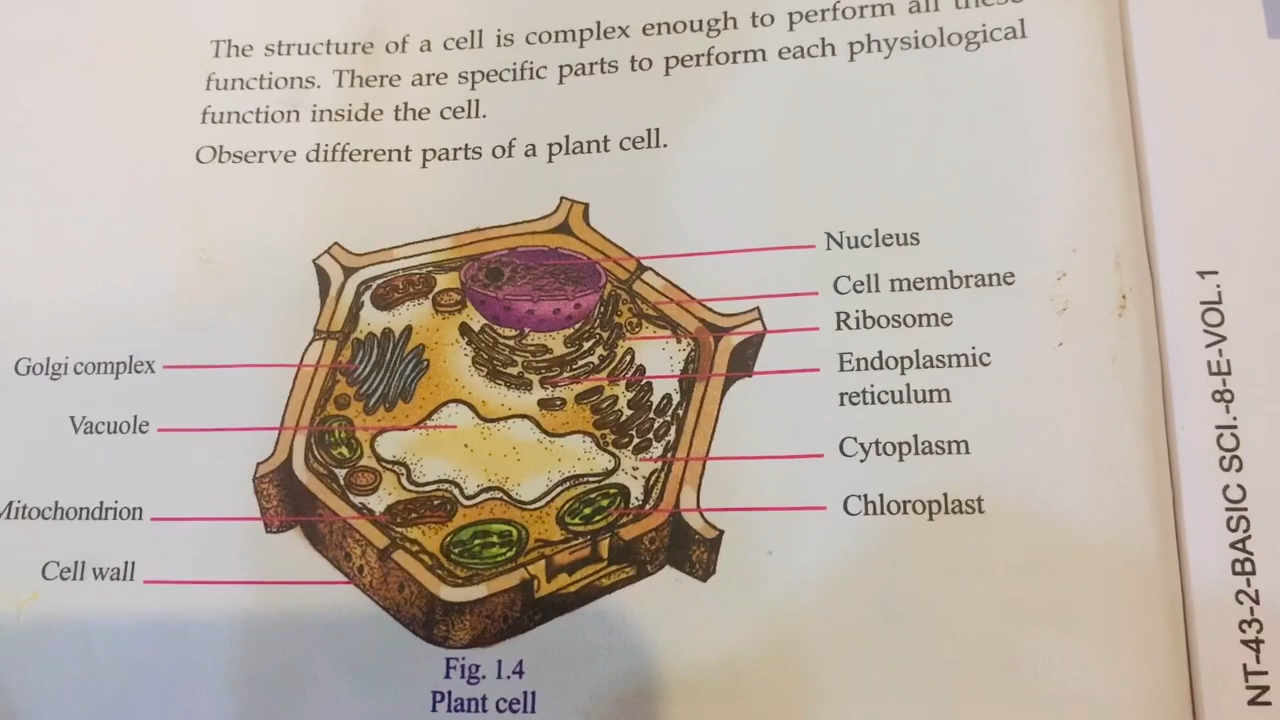 The structure of a cell is complex enough to perform all these
functions. There are specific parts to perform each physiological
function inside the cell.
Observe different parts of a plant cell.
Nucleus
Cell membrane
Ribosome
Endoplasmic
reticulum
Cytoplasm
Chloroplast
Golgi complex
Vacuole
Mitochondrion
Cell wall
Fig. 1.4
Plant cell
NT-43-2-BASIC SCI.-8-E-VOL.1